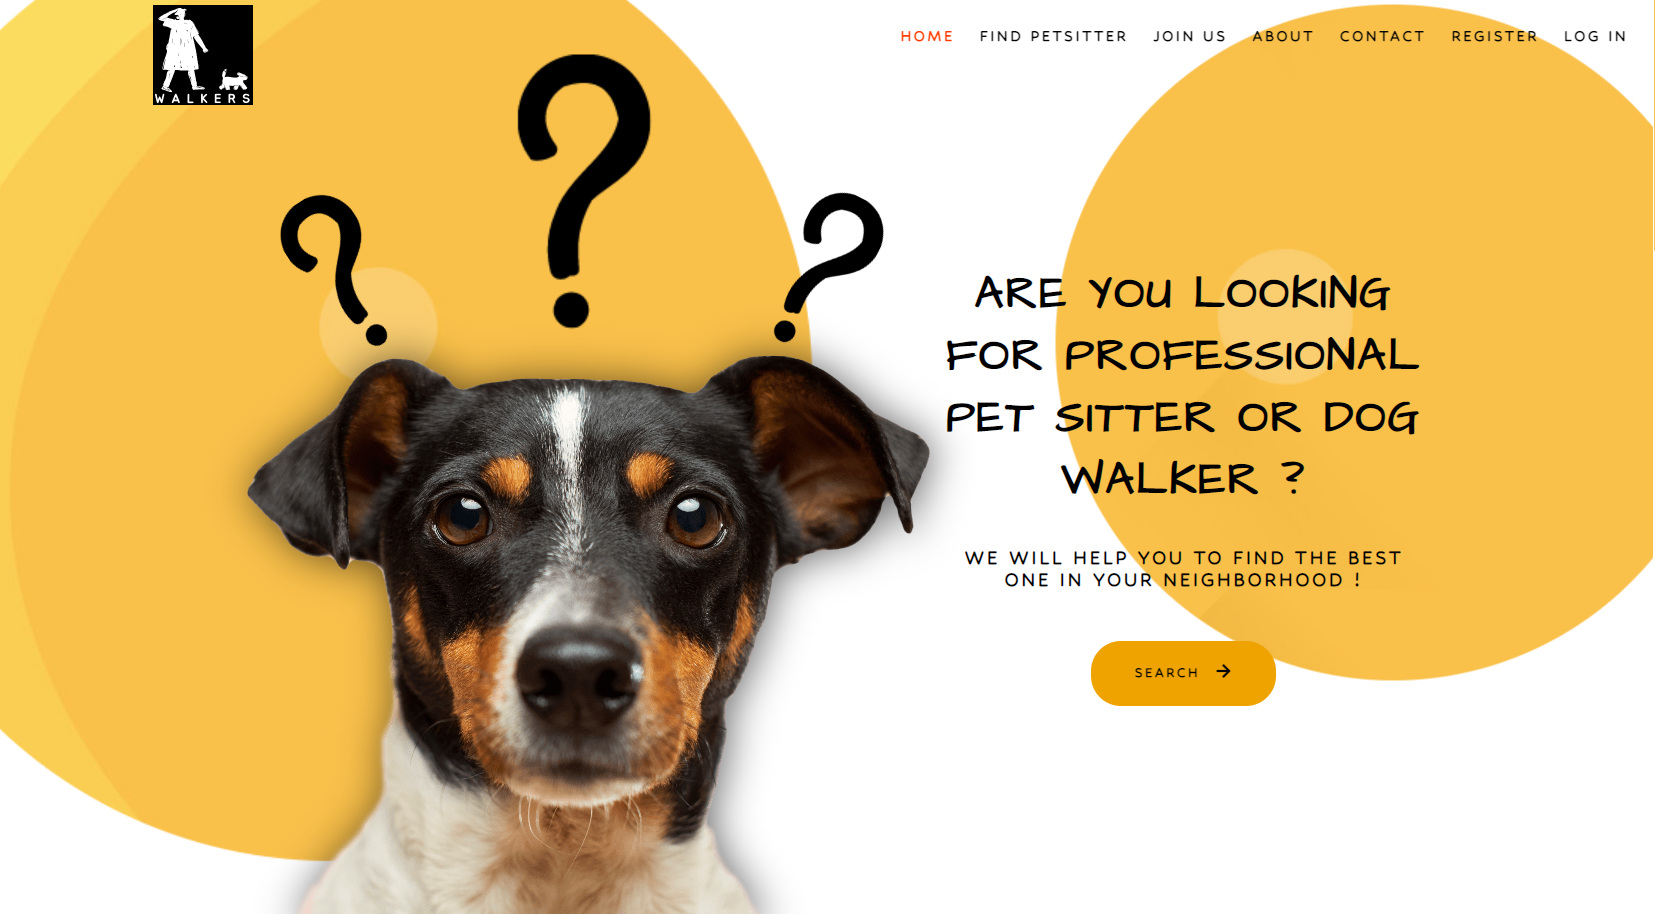 WALKERS
HOME FIND PETSITTER JOIN US ABOUT CONTACT REGISTER LOG IN
? ? ?
ARE YOU LOOKING
FOR PROFESSIONAL
PET SITTER OR DOG
WALKER ?
WE WILL HELP YOU TO FIND THE BEST
ONE IN YOUR NEIGHBORHOOD !
SEARCH →